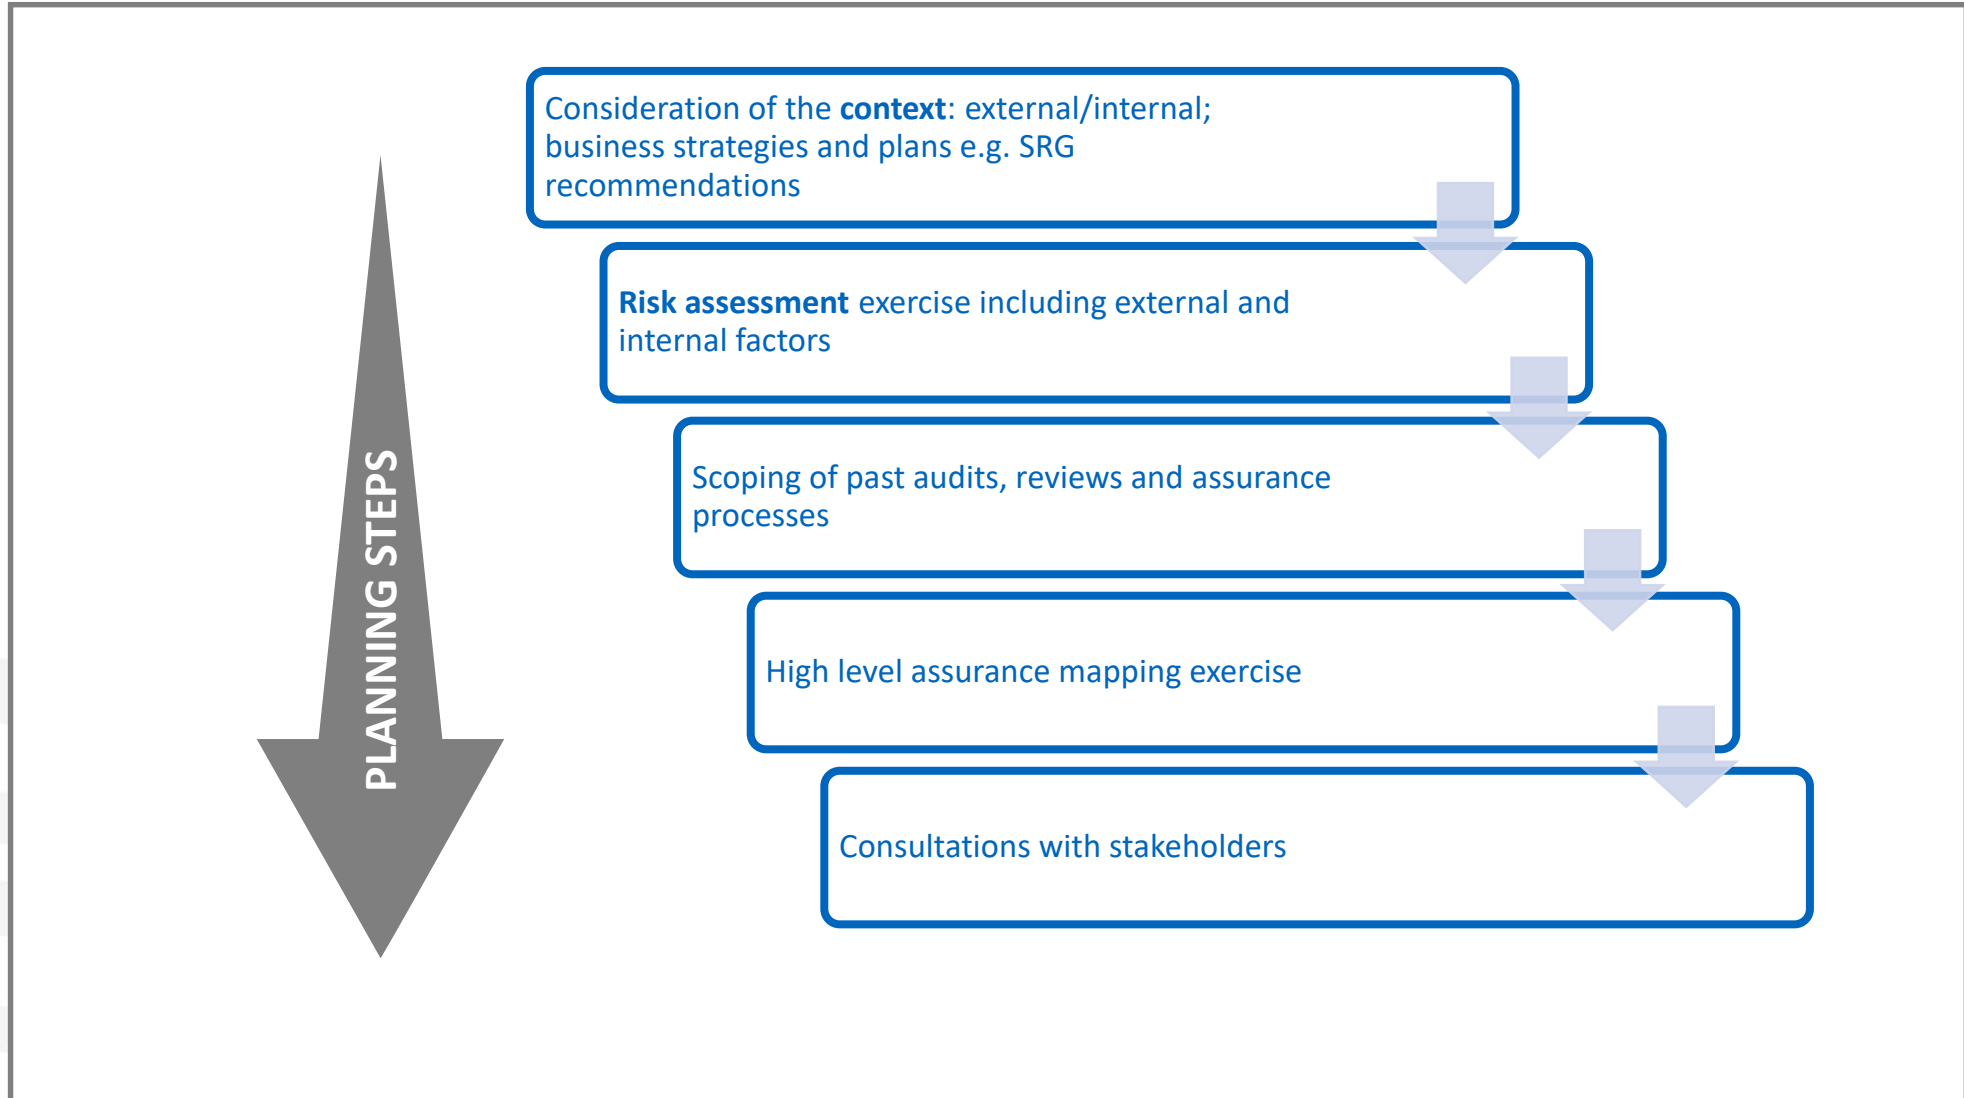 Consideration of the context: external/internal;
business strategies and plans e.g. SRG
recommendations
Risk assessment exercise including external and
internal factors
Scoping of past audits, reviews and assurance
processes
High level assurance mapping exercise
Consultations with stakeholders
PLANNING STEPS